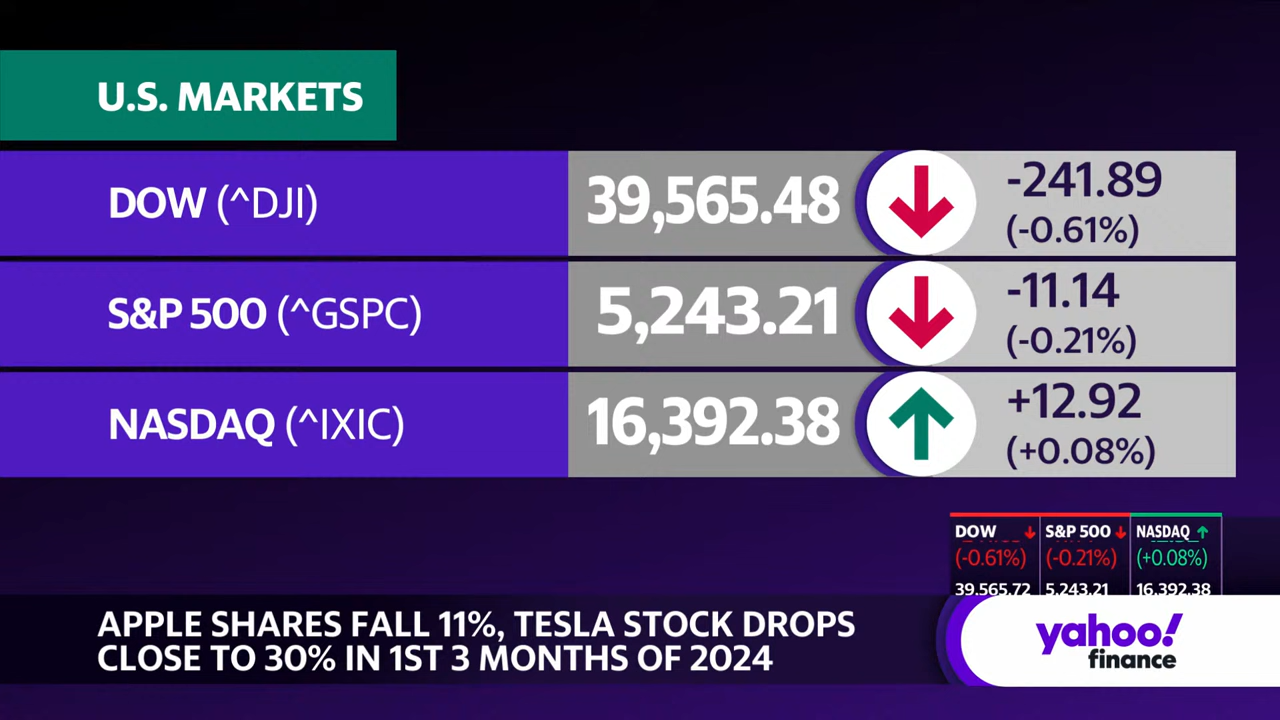 U.S. MARKETS
DOW (^DJI) 39,565.48 -241.89
(-0.61%)
S&P 500 (^GSPC) 5,243.21 -11.14
(-0.21%)
NASDAQ (^IXIC) 16,392.38 +12.92
(+0.08%)
DOW S&P 500 NASDAQ
(-0.61%) (-0.21%) (+0.08%)
39,565.72 5,243.21 16,392.38
APPLE SHARES FALL 11%, TESLA STOCK DROPS
CLOSE TO 30% IN 1ST 3 MONTHS OF 2024
yahoo!
finance